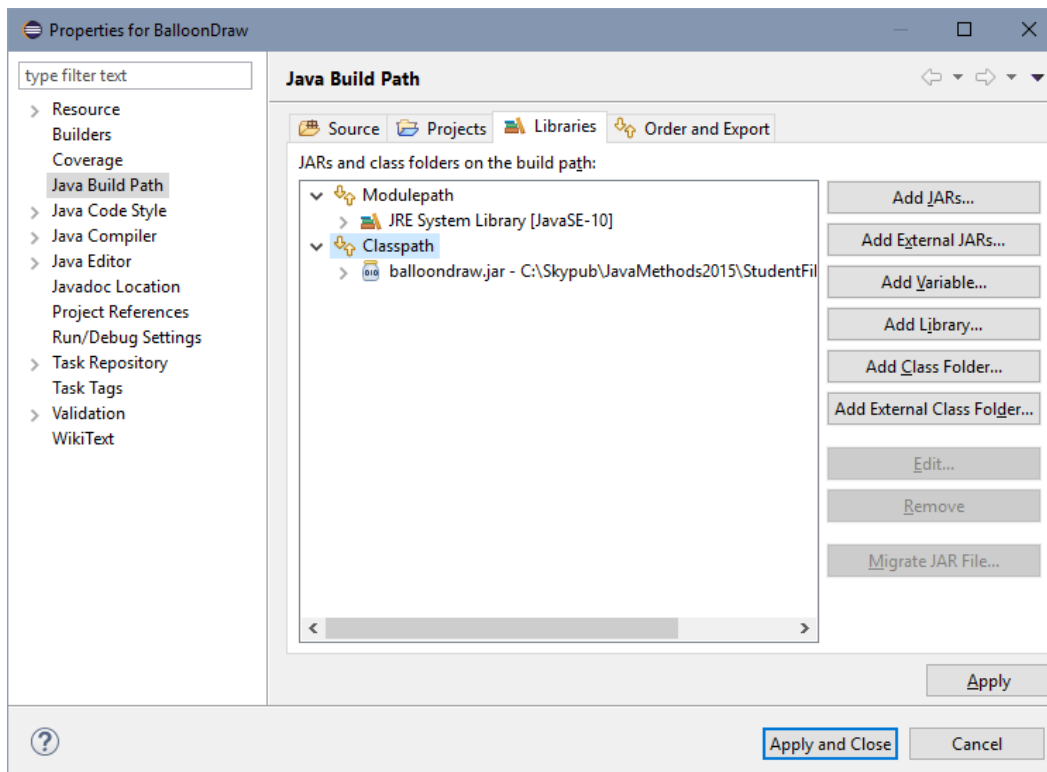 Properties for BalloonDraw
type filter text
Resource
Builders
Coverage
Java Build Path
Java Code Style
Java Compiler
Java Editor
Javadoc Location
Project References
Run/Debug Settings
Task Repository
Task Tags
Validation
WikiText
Java Build Path
Source Projects Libraries Order and Export
JARs and class folders on the build path:
Modulepath
JRE System Library [JavaSE-10]
Classpath
balloondraw.jar - C:\Skypub\JavaMethods2015\StudentFil
Add JARs...
Add External JARs...
Add Variable...
Add Library...
Add Class Folder...
Add External Class Folder...
Edit...
Remove
Migrate JAR File...
Apply
Apply and Close Cancel